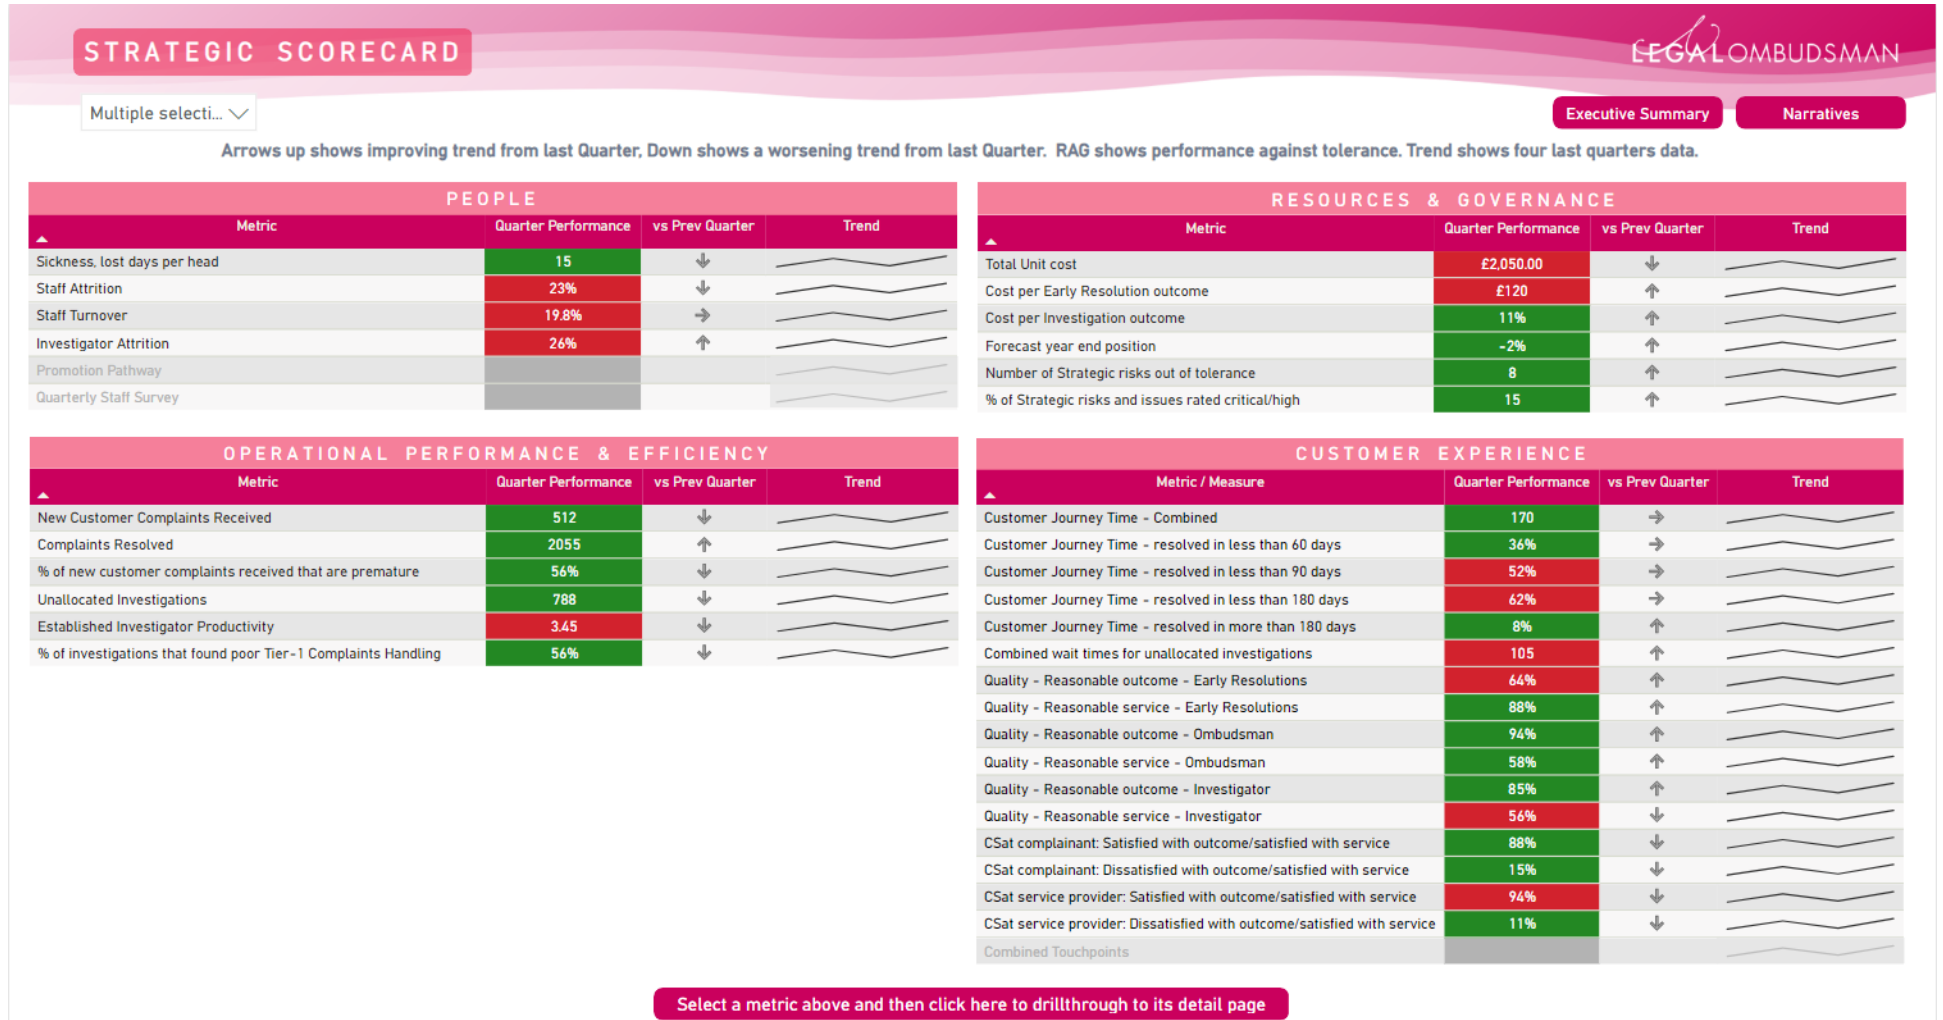 STRATEGIC SCORECARD
LEGALOMBUDSMAN
Multiple selecti...
Executive Summary
Narratives
Arrows up shows improving trend from last Quarter, Down shows a worsening trend from last Quarter. RAG shows performance against tolerance. Trend shows four last quarters data.
PEOPLE
Metric Quarter Performance vs Prev Quarter Trend
Sickness, lost days per head 15
Staff Attrition 23%
Staff Turnover 19.8%
Investigator Attrition 26%
Promotion Pathway
Quarterly Staff Survey
RESOURCES & GOVERNANCE
Metric Quarter Performance vs Prev Quarter Trend
Total Unit cost £2,050.00
Cost per Early Resolution outcome £120
Cost per Investigation outcome 11%
Forecast year end position -2%
Number of Strategic risks out of tolerance 8
% of Strategic risks and issues rated critical/high 15
OPERATIONAL PERFORMANCE & EFFICIENCY
Metric Quarter Performance vs Prev Quarter Trend
New Customer Complaints Received 512
Complaints Resolved 2055
% of new customer complaints received that are premature 56%
Unallocated Investigations 788
Established Investigator Productivity 3.45
% of investigations that found poor Tier-1 Complaints Handling 56%
CUSTOMER EXPERIENCE
Metric / Measure Quarter Performance vs Prev Quarter Trend
Customer Journey Time - Combined 170
Customer Journey Time - resolved in less than 60 days 36%
Customer Journey Time - resolved in less than 90 days 52%
Customer Journey Time - resolved in less than 180 days 62%
Customer Journey Time - resolved in more than 180 days 8%
Combined wait times for unallocated investigations 105
Quality - Reasonable outcome - Early Resolutions 64%
Quality - Reasonable service - Early Resolutions 88%
Quality - Reasonable outcome - Ombudsman 94%
Quality - Reasonable service - Ombudsman 58%
Quality - Reasonable outcome - Investigator 85%
Quality - Reasonable service - Investigator 56%
CSat complainant: Satisfied with outcome/satisfied with service 88%
CSat complainant: Dissatisfied with outcome/satisfied with service 15%
CSat service provider: Satisfied with outcome/satisfied with service 94%
CSat service provider: Dissatisfied with outcome/satisfied with service 11%
Combined Touchpoints
Select a metric above and then click here to drillthrough to its detail page